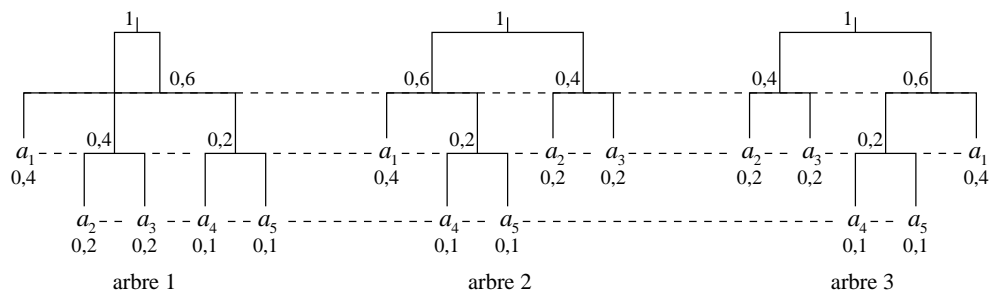 1 1 1
0,6 0,6 0,4 0,4 0,6
0,4 0,2 0,2 0,2
a1 a1 a2 a3 a2 a3 a1
0,4 0,4 0,2 0,2 0,2 0,2 0,4
a2 a3 a4 a5 a4 a5 a4 a5
0,2 0,2 0,1 0,1 0,1 0,1 0,1 0,1
arbre 1 arbre 2 arbre 3